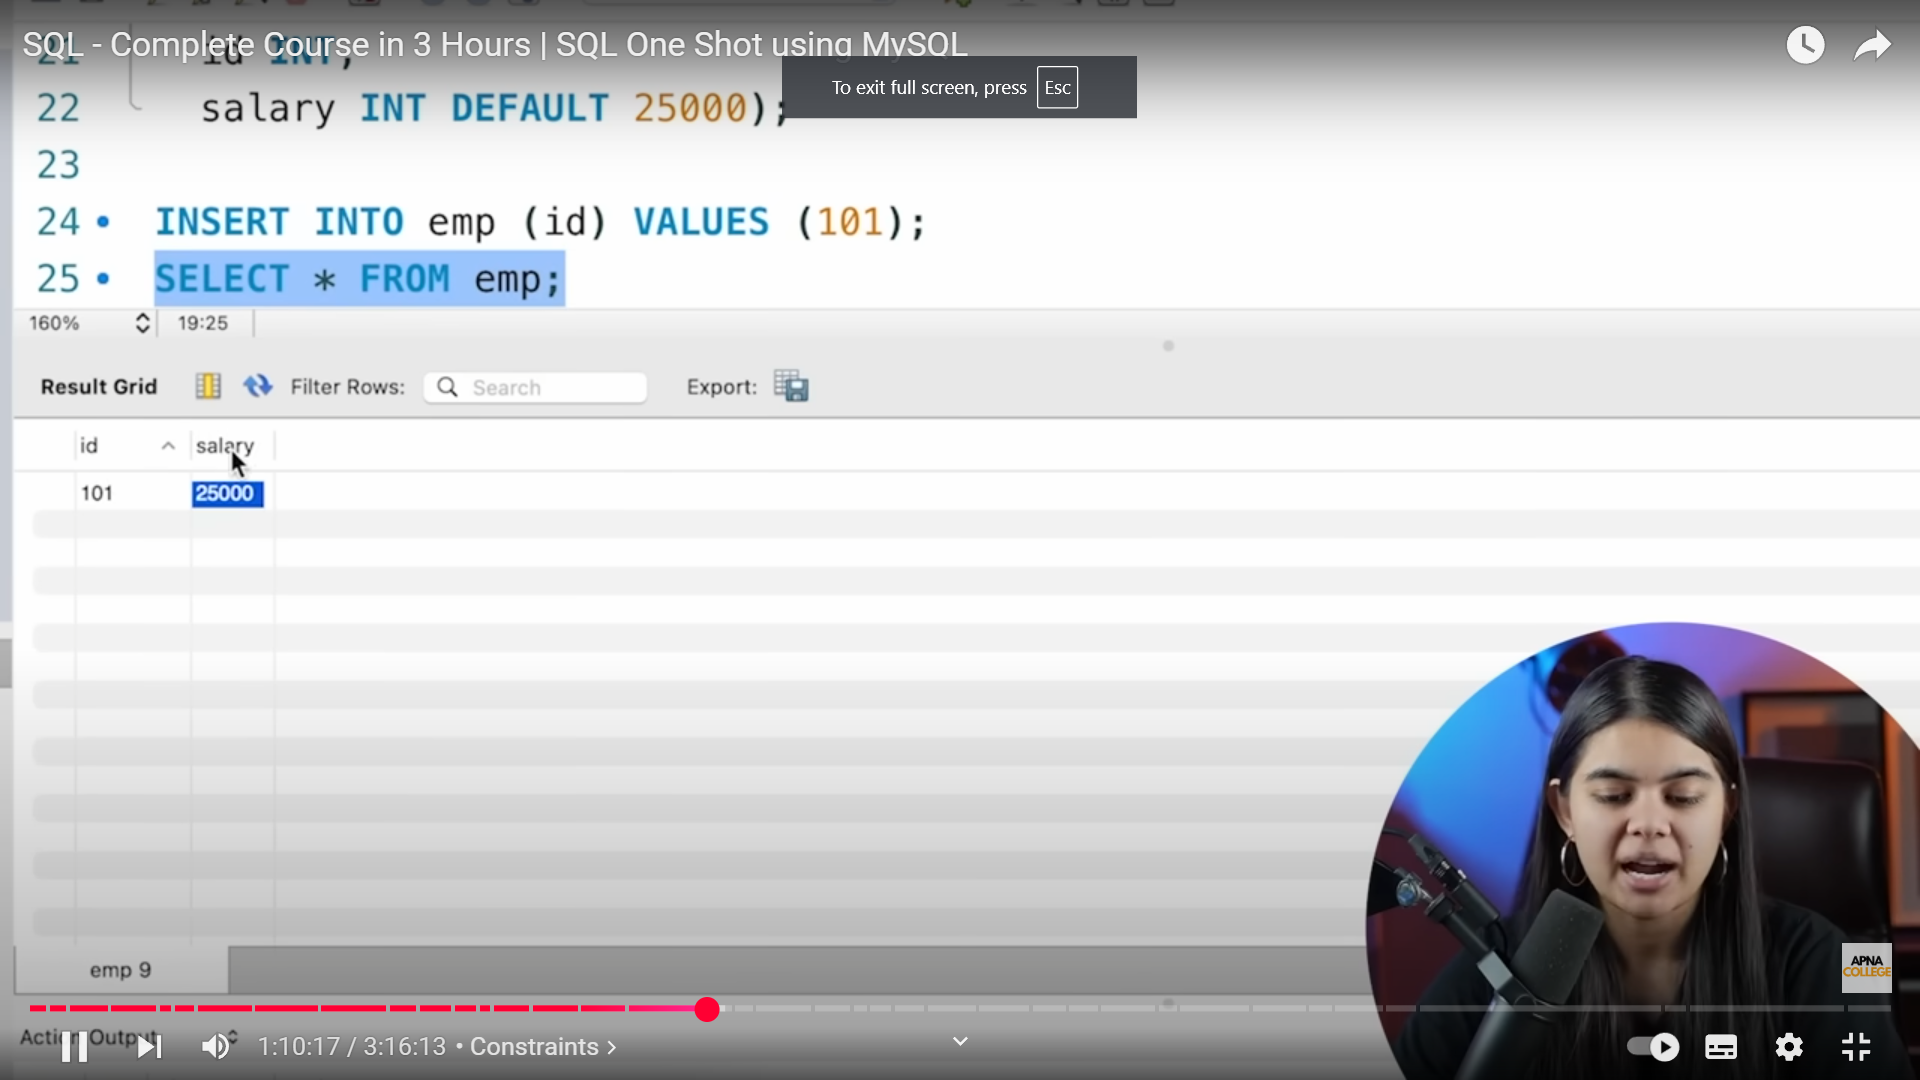 SQL - Complete Course in 3 Hours | SQL One Shot using MySQL
21 id INT,
To exit full screen, press Esc
22 salary INT DEFAULT 25000);
23
24 INSERT INTO emp (id) VALUES (101);
25 SELECT * FROM emp;
160% 19:25
Result Grid Filter Rows: Search Export:
id salary
101 25000
emp 9
APNA
COLLEGE
Action Output
1:10:17 / 3:16:13 • Constraints